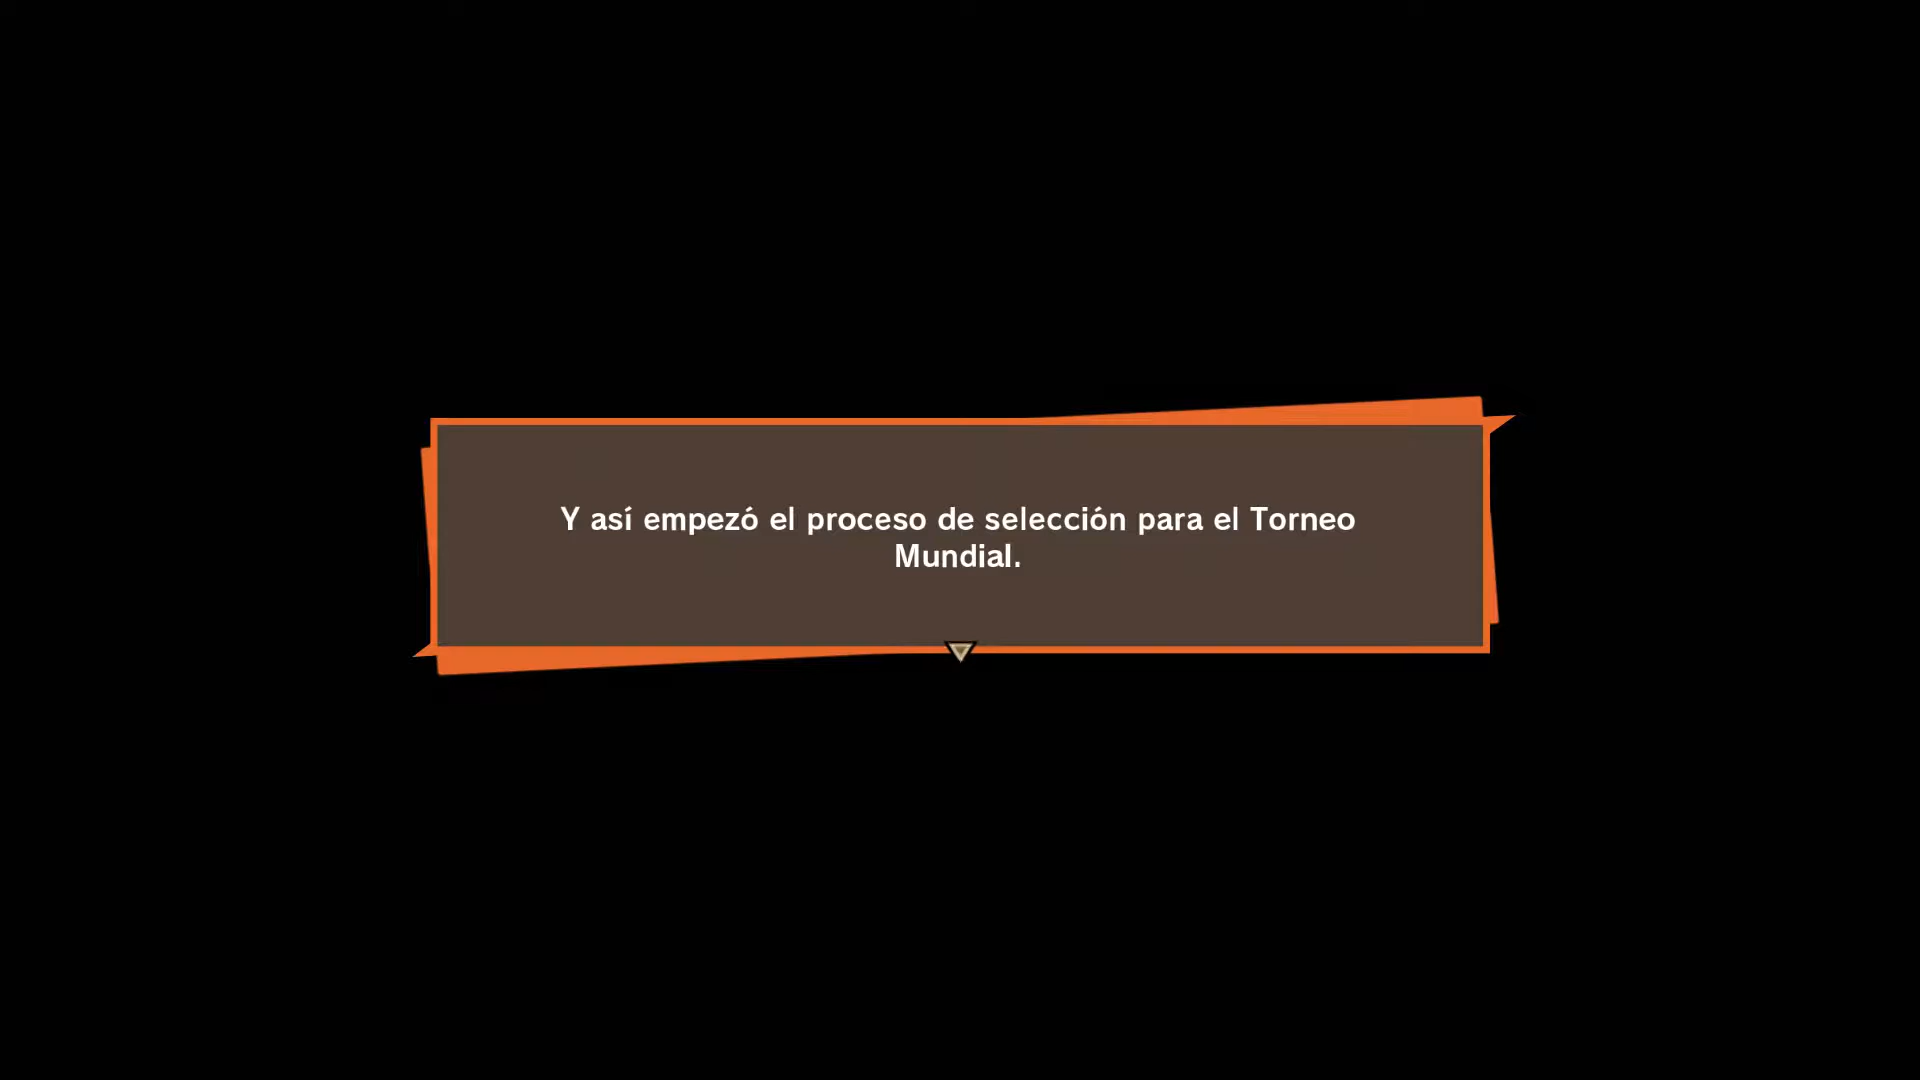 Y así empezó el proceso de selección para el Torneo
Mundial.